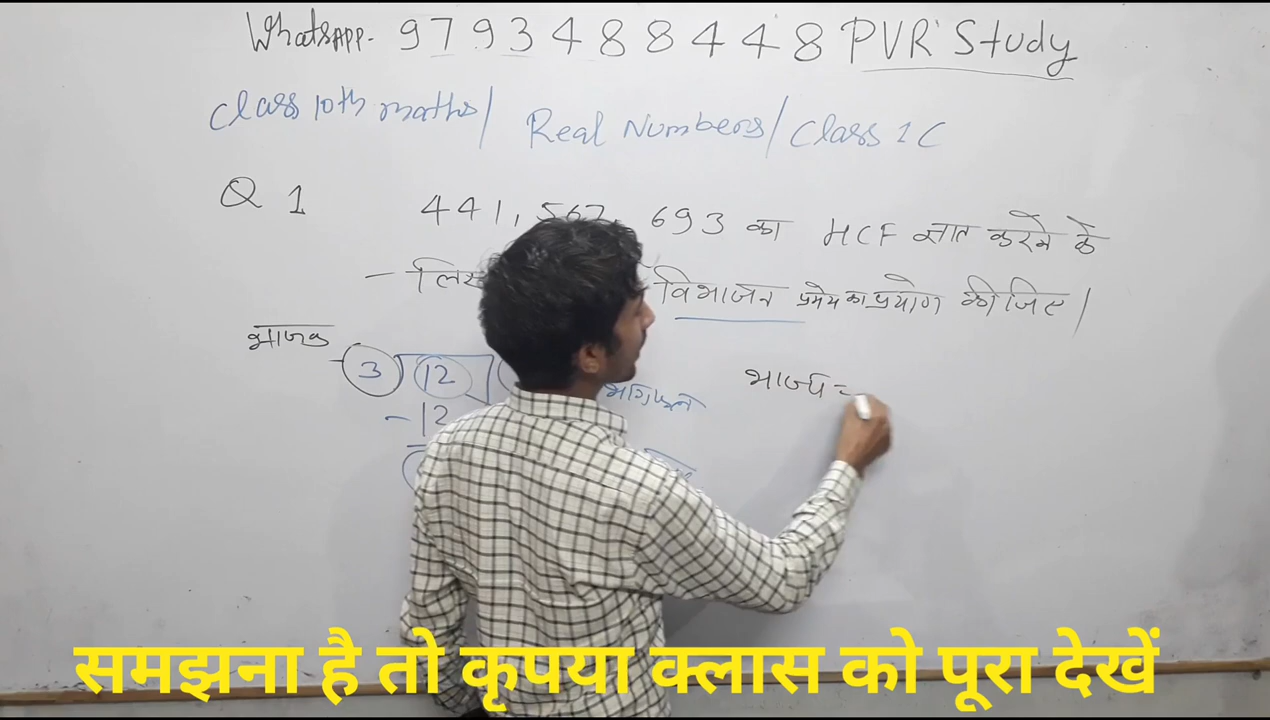 WhatsAPP. 9793488448 PVR Study
Class 10th maths/ Real Numbers/ Class 1C
Q 1 441, 567, 693 का HCF ज्ञात करने के
विभाजन प्रमेय का प्रयोग कीजिए।
भाजक 3 12 भागफल
भाज्य =
-12
समझना है तो कृपया क्लास को पूरा देखें